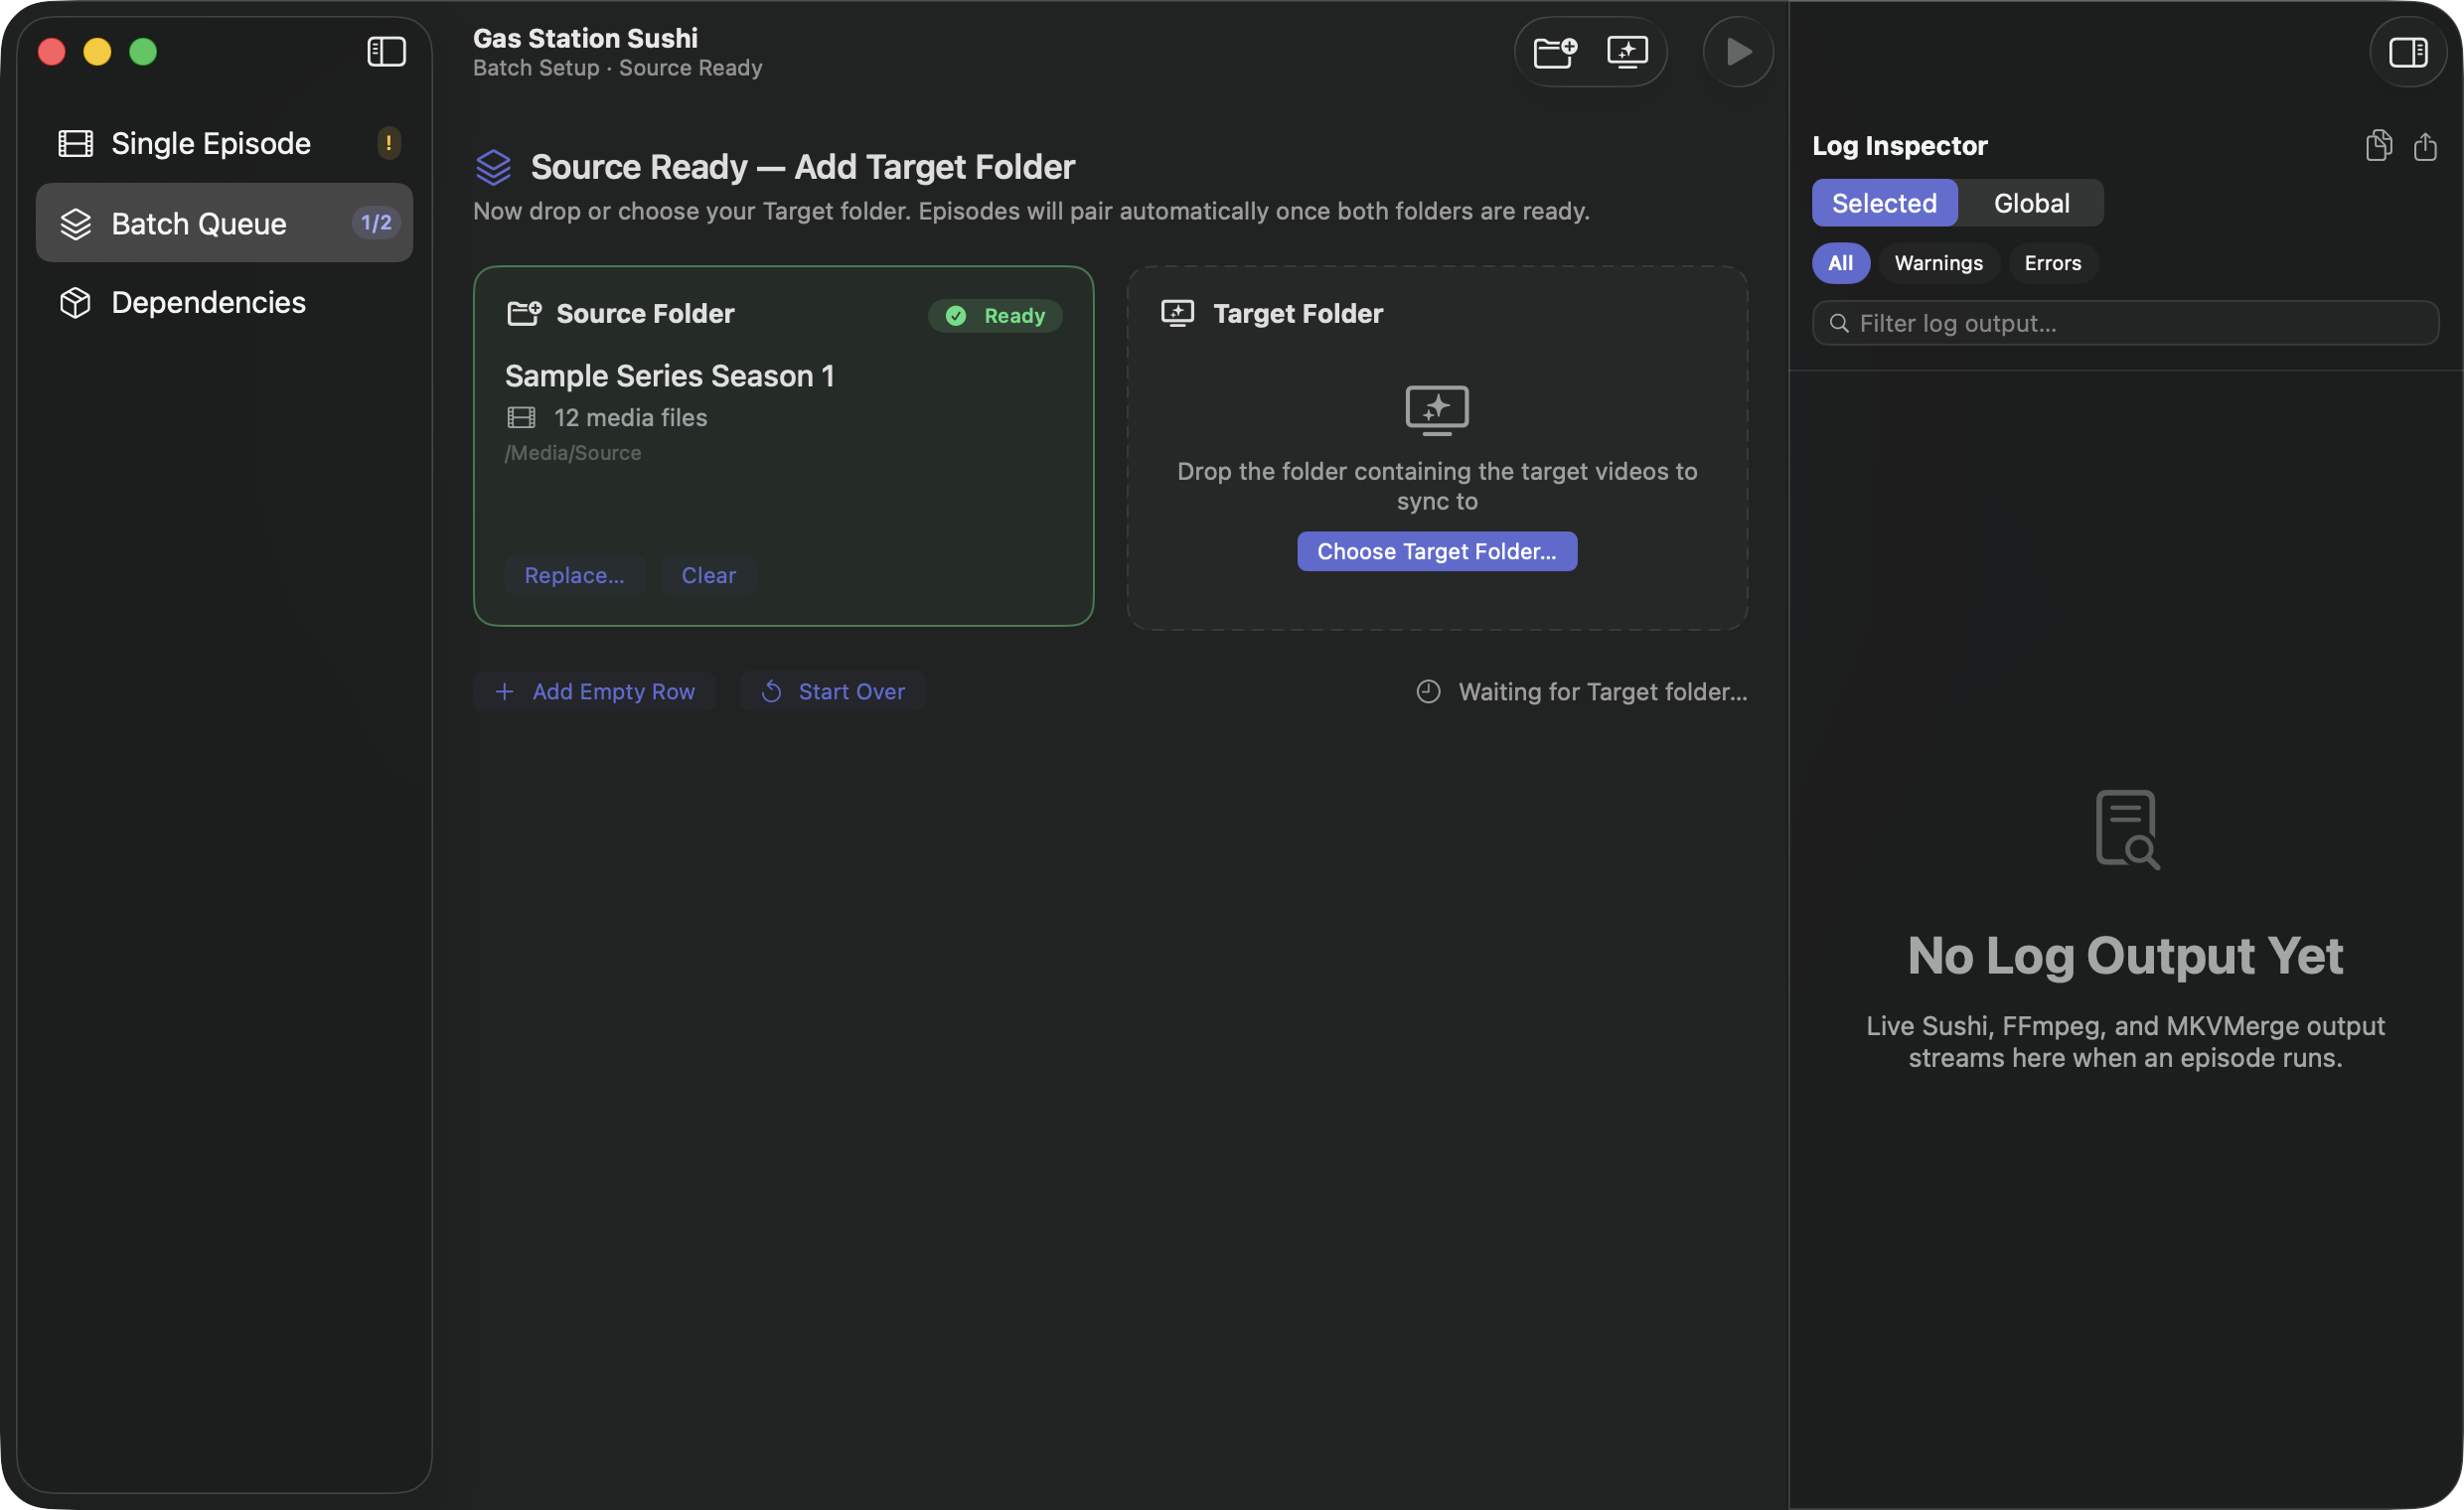 Gas Station Sushi
Batch Setup · Source Ready
Single Episode
!
Batch Queue
1/2
Dependencies
Source Ready — Add Target Folder
Now drop or choose your Target folder. Episodes will pair automatically once both folders are ready.
Source Folder
Ready
Sample Series Season 1
12 media files
/Media/Source
Replace...
Clear
Target Folder
Drop the folder containing the target videos to
sync to
Choose Target Folder...
Add Empty Row
Start Over
Waiting for Target folder...
Log Inspector
Selected
Global
All
Warnings
Errors
Filter log output...
No Log Output Yet
Live Sushi, FFmpeg, and MKVMerge output
streams here when an episode runs.